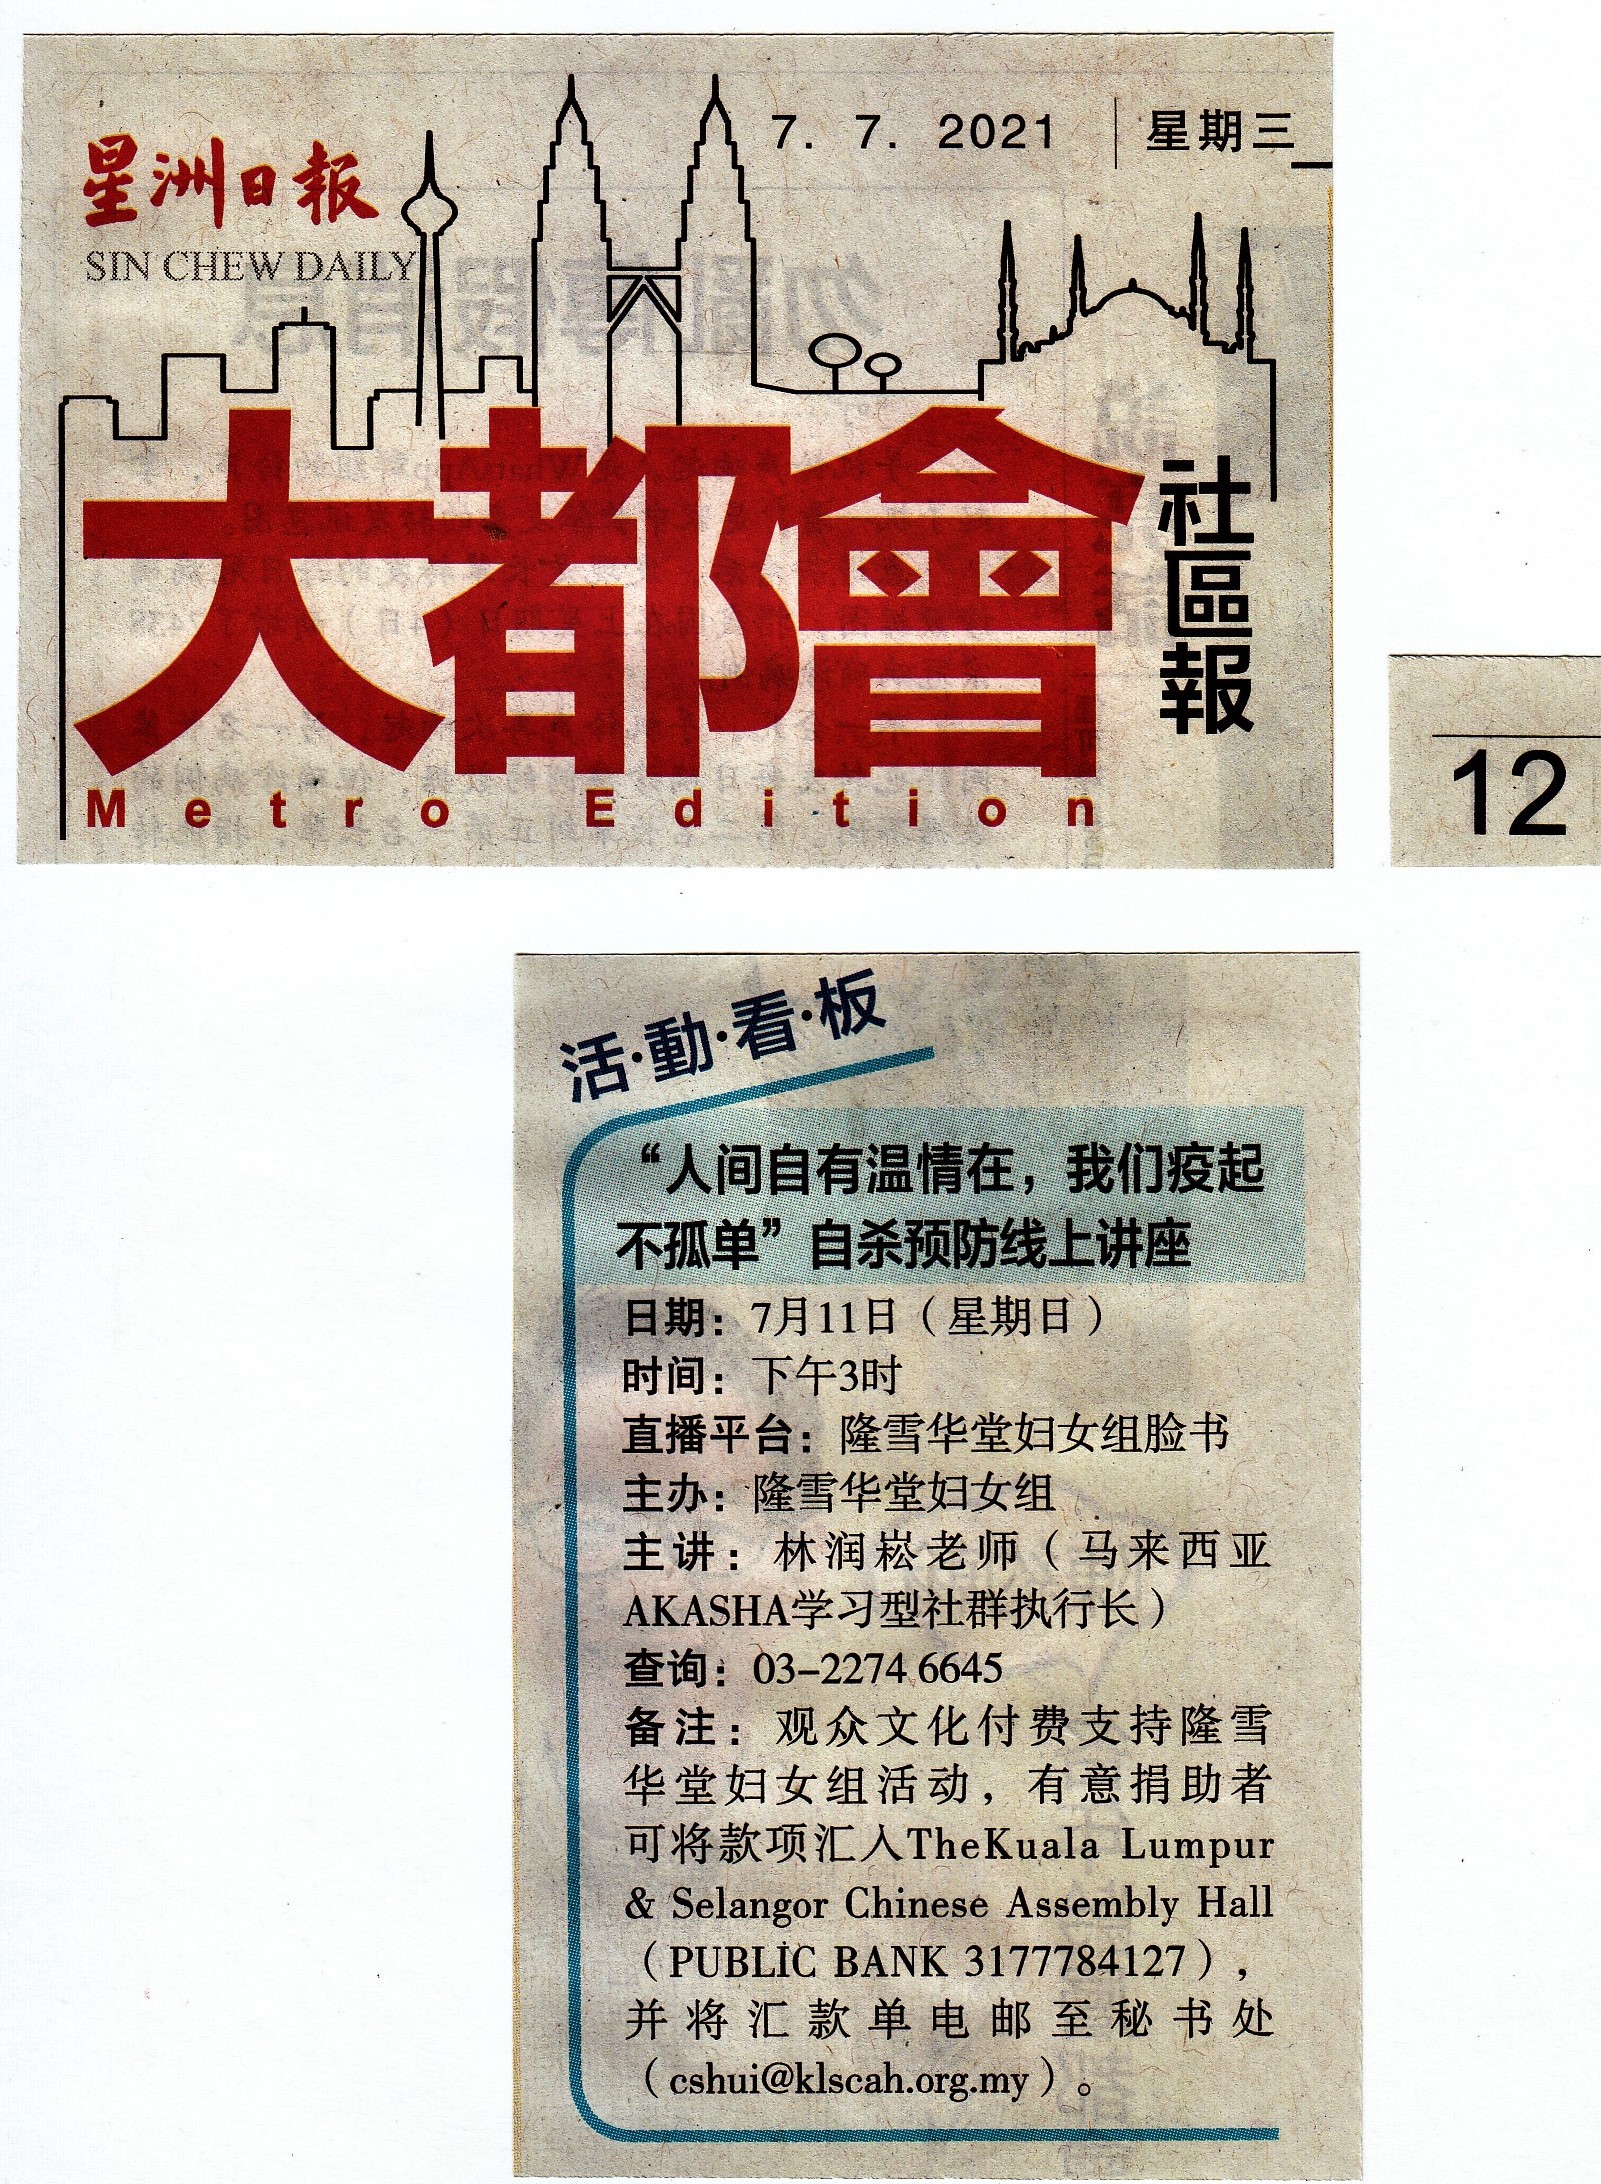 7. 7. 2021 星期三
星洲日報
SIN CHEW DAILY
大都會
社區報
Metro Edition
12
活·動·看·板
“人间自有温情在，我们疫起
不孤单”自杀预防线上讲座
日期：7月11日（星期日）
时间：下午3时
直播平台：隆雪华堂妇女组脸书
主办：隆雪华堂妇女组
主讲：林润崧老师（马来西亚
AKASHA学习型社群执行长）
查询：03-2274 6645
备注：观众文化付费支持隆雪
华堂妇女组活动，有意捐助者
可将款项汇入TheKuala Lumpur
& Selangor Chinese Assembly Hall
（PUBLIC BANK 3177784127），
并将汇款单电邮至秘书处
（cshui@klscah.org.my）。